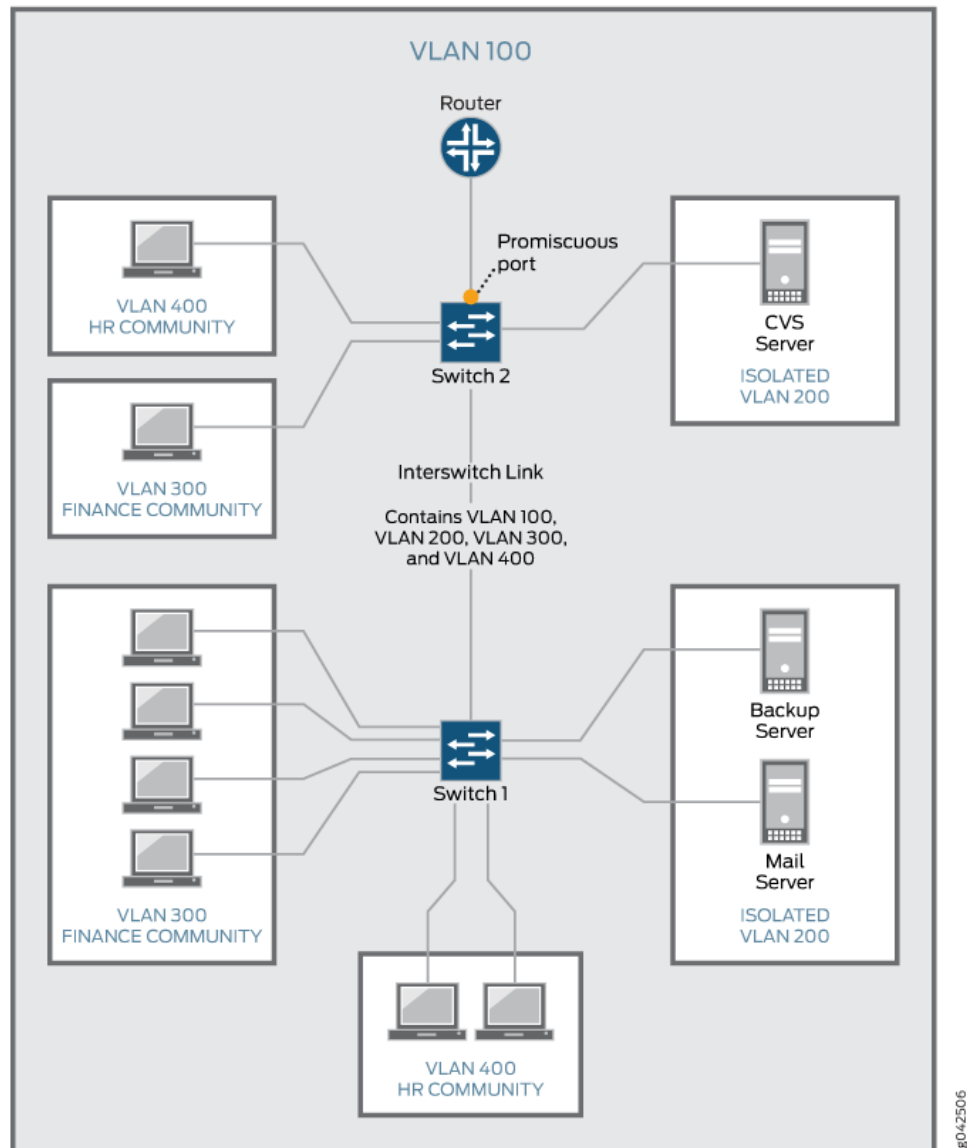 VLAN 100
Router
Promiscuous
port
VLAN 400
HR COMMUNITY
CVS
Server
ISOLATED
VLAN 200
Switch 2
VLAN 300
FINANCE COMMUNITY
Interswitch Link
Contains VLAN 100,
VLAN 200, VLAN 300,
and VLAN 400
Backup
Server
Switch 1
Mail
Server
VLAN 300
FINANCE COMMUNITY
ISOLATED
VLAN 200
VLAN 400
HR COMMUNITY
g042506